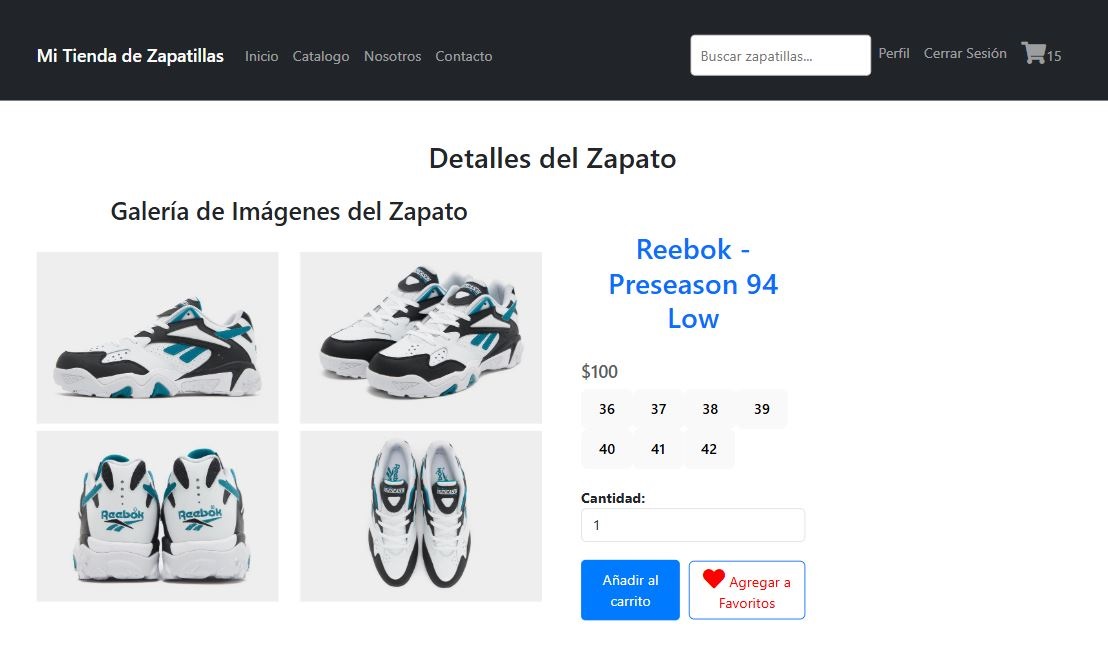 Mi Tienda de Zapatillas Inicio Catalogo Nosotros Contacto Buscar zapatillas... Perfil Cerrar Sesión 15
Detalles del Zapato
Galería de Imágenes del Zapato
Reebok -
Preseason 94
Low
$100
36 37 38 39
40 41 42
Cantidad:
1
Añadir al
carrito
Agregar a
Favoritos
Reebok Reebok